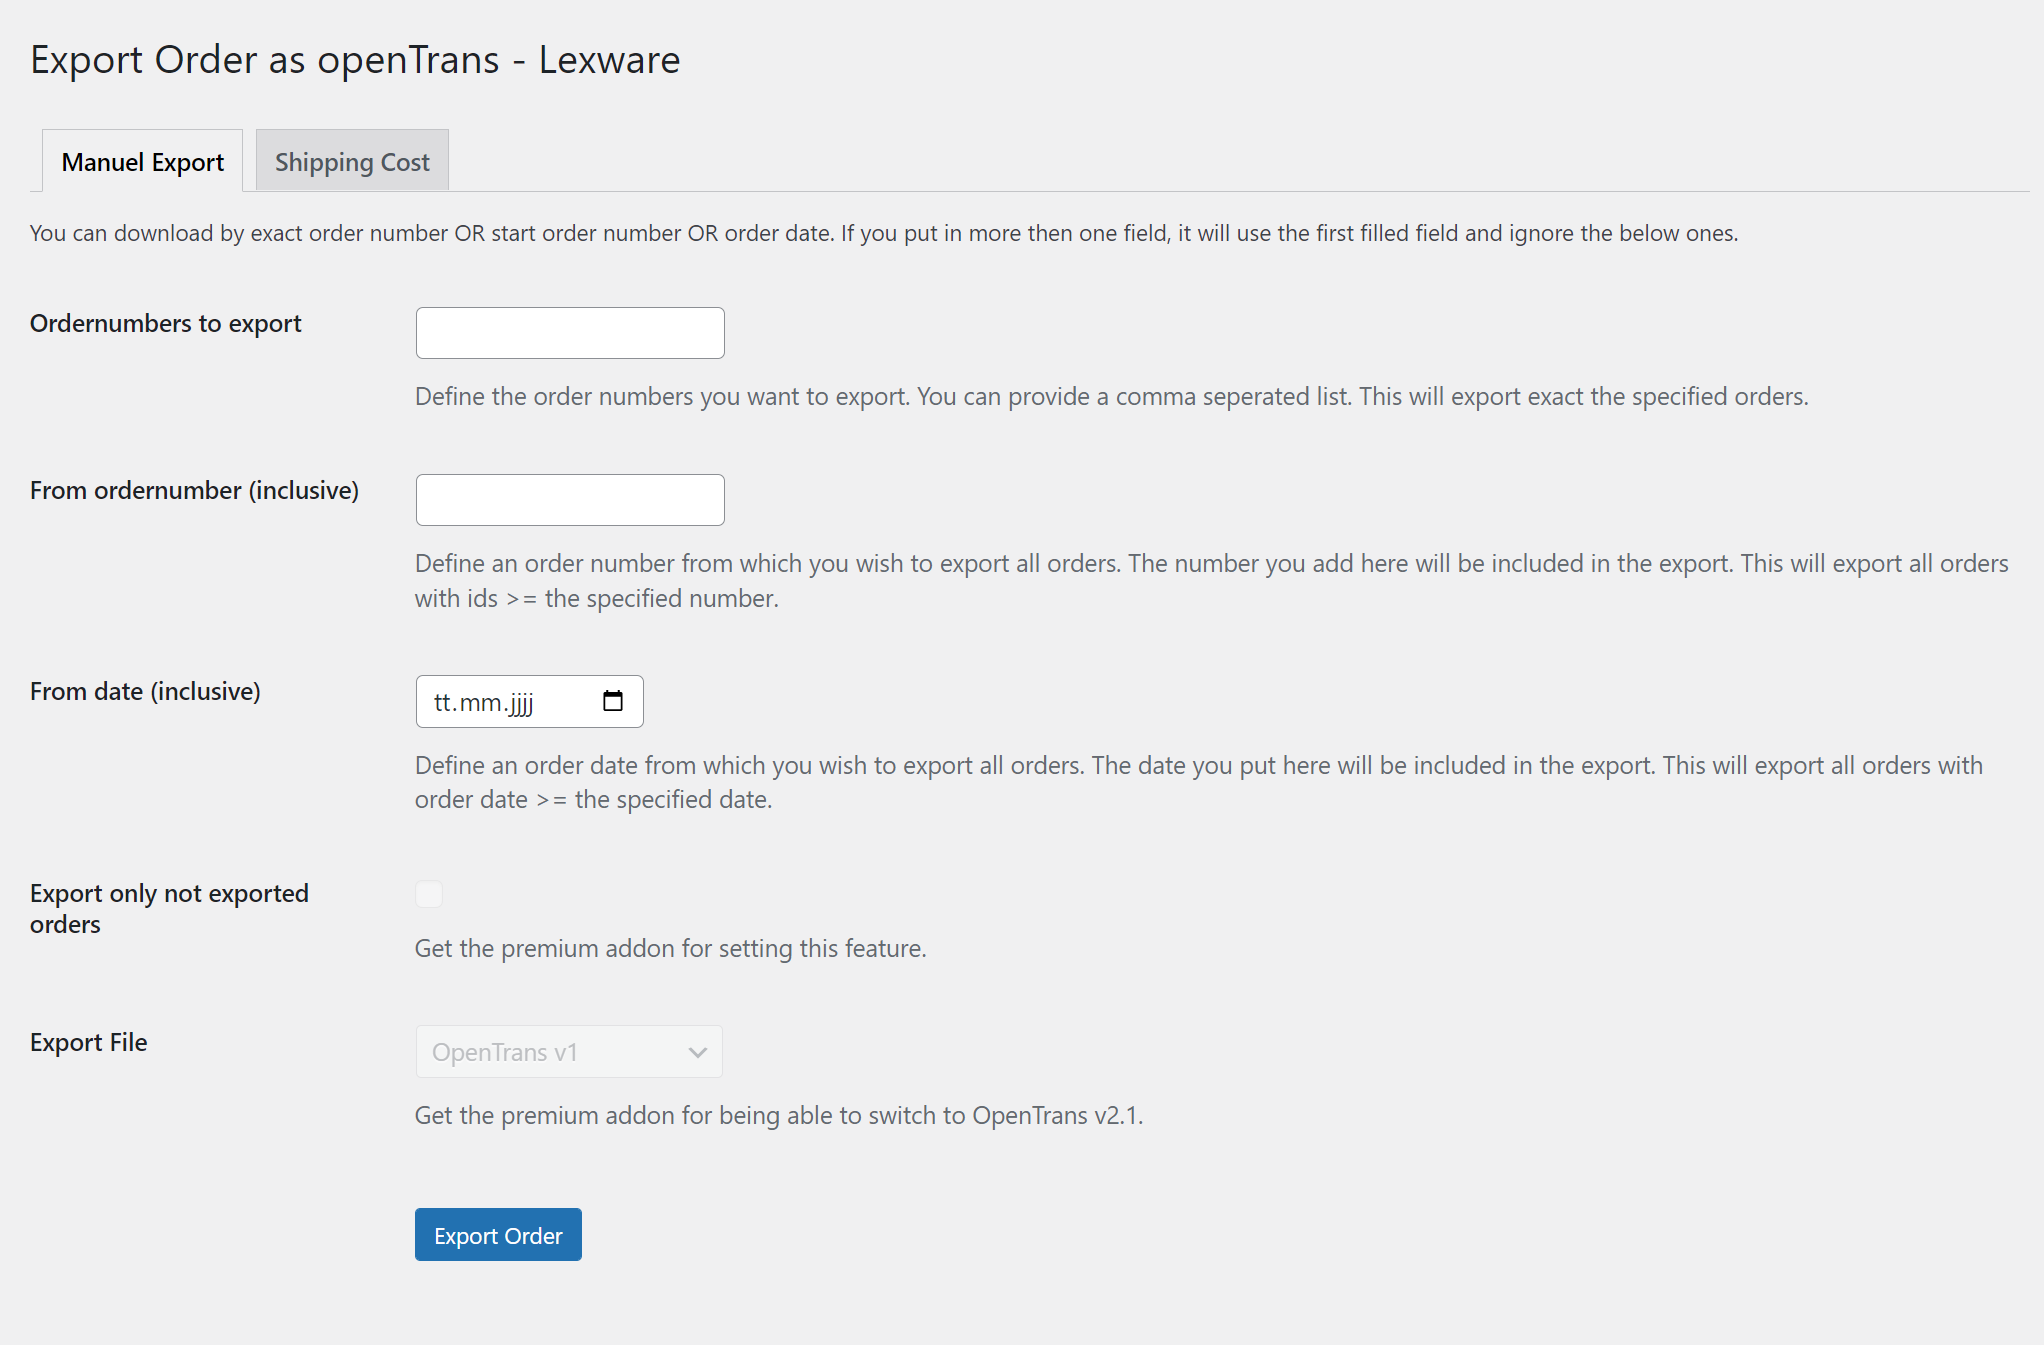 Export Order as openTrans - Lexware
Manuel Export
Shipping Cost
You can download by exact order number OR start order number OR order date. If you put in more then one field, it will use the first filled field and ignore the below ones.
Ordernumbers to export
Define the order numbers you want to export. You can provide a comma seperated list. This will export exact the specified orders.
From ordernumber (inclusive)
Define an order number from which you wish to export all orders. The number you add here will be included in the export. This will export all orders
with ids >= the specified number.
From date (inclusive)
tt.mm.jjjj
Define an order date from which you wish to export all orders. The date you put here will be included in the export. This will export all orders with
order date >= the specified date.
Export only not exported
orders
Get the premium addon for setting this feature.
Export File
OpenTrans v1
Get the premium addon for being able to switch to OpenTrans v2.1.
Export Order